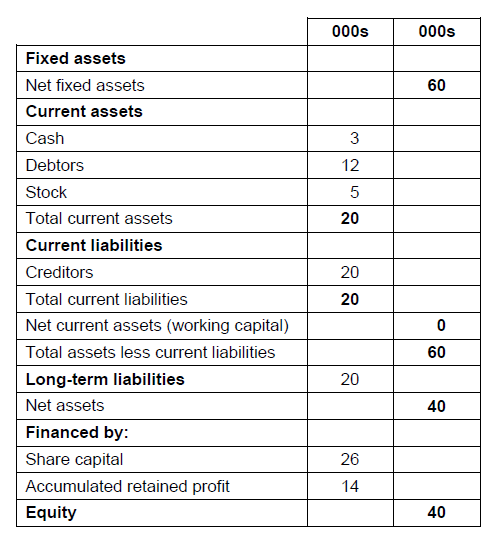 000s 000s
Fixed assets
Net fixed assets 60
Current assets
Cash 3
Debtors 12
Stock 5
Total current assets 20
Current liabilities
Creditors 20
Total current liabilities 20
Net current assets (working capital) 0
Total assets less current liabilities 60
Long-term liabilities 20
Net assets 40
Financed by:
Share capital 26
Accumulated retained profit 14
Equity 40